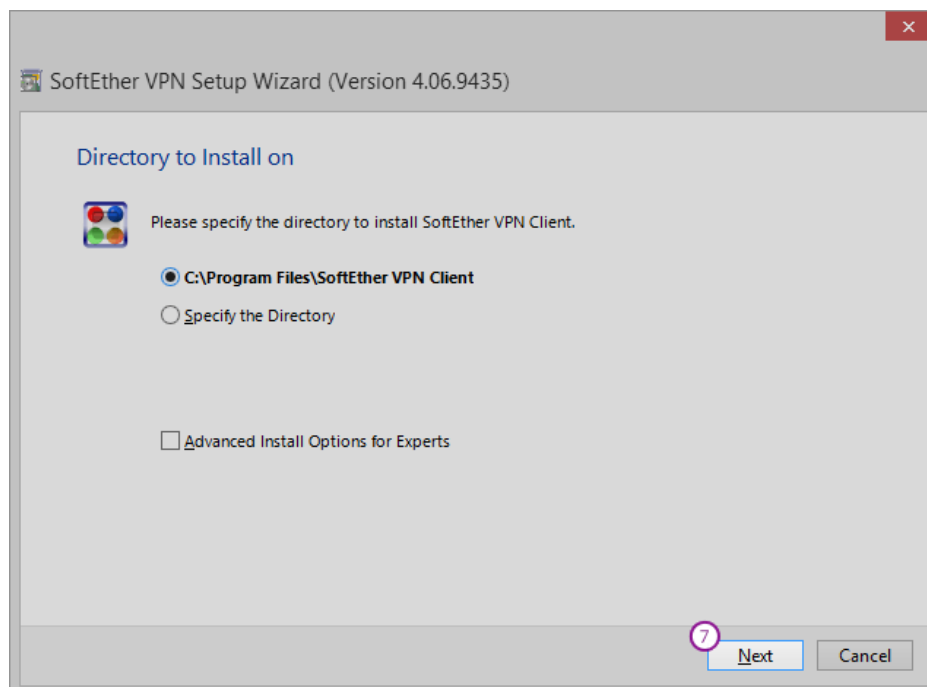 SoftEther VPN Setup Wizard (Version 4.06.9435)
Directory to Install on
Please specify the directory to install SoftEther VPN Client.
C:\Program Files\SoftEther VPN Client
Specify the Directory
Advanced Install Options for Experts
7
Next Cancel